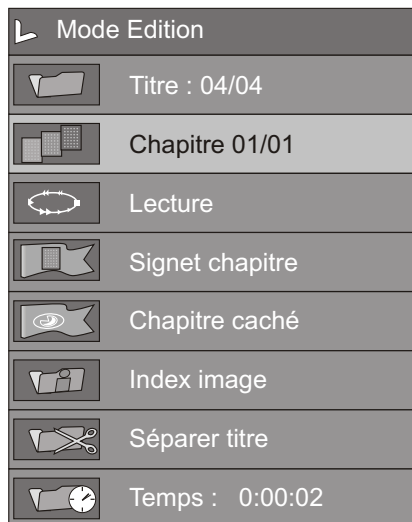 Mode Edition
Titre : 04/04
Chapitre 01/01
Lecture
Signet chapitre
Chapitre caché
Index image
Séparer titre
Temps : 0:00:02